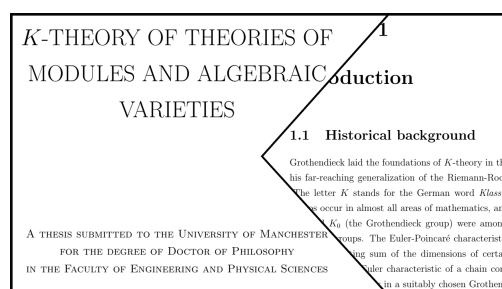 K-THEORY OF THEORIES OF
MODULES AND ALGEBRAIC
VARIETIES
A THESIS SUBMITTED TO THE UNIVERSITY OF MANCHESTER
FOR THE DEGREE OF DOCTOR OF PHILOSOPHY
IN THE FACULTY OF ENGINEERING AND PHYSICAL SCIENCES
1
oduction
1.1 Historical background
Grothendieck laid the foundations of K-theory in th
his far-reaching generalization of the Riemann-Roc
The letter K stands for the German word Klass
occur in almost all areas of mathematics, an
K₀ (the Grothendieck group) were amon
roups. The Euler-Poincaré characterist
ing sum of the dimensions of certa
Euler characteristic of a chain com
in a suitably chosen Grothen